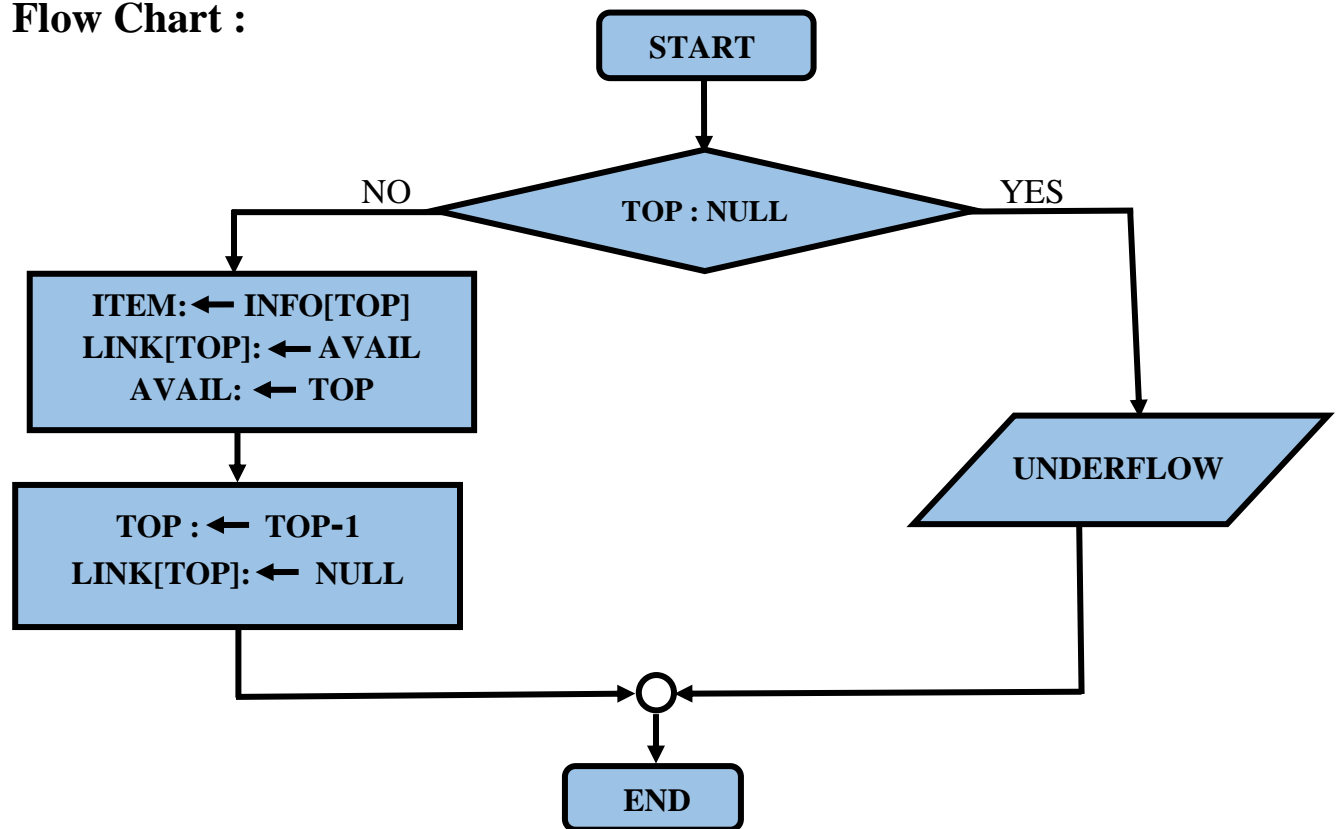 Flow Chart :
START
NO
YES
TOP : NULL
ITEM:← INFO[TOP]
LINK[TOP]:← AVAIL
AVAIL: ← TOP
UNDERFLOW
TOP :← TOP-1
LINK[TOP]:← NULL
END